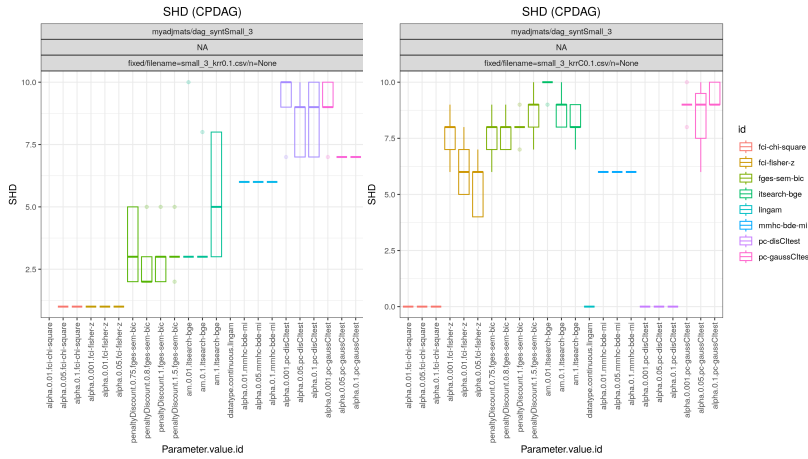 SHD (CPDAG)
myadjmats/dag_syntSmall_3
NA
fixed/filename=small_3_krr0.1.csv/n=None
SHD
10.0
7.5
5.0
2.5
alpha.0.01.fci-chi-square
alpha.0.05.fci-chi-square
alpha.0.1.fci-chi-square
alpha.0.001.fci-fisher-z
alpha.0.01.fci-fisher-z
alpha.0.05.fci-fisher-z
penaltyDiscount.0.75.fges-sem-bic
penaltyDiscount.0.8.fges-sem-bic
penaltyDiscount.1.fges-sem-bic
penaltyDiscount.1.5.fges-sem-bic
am.0.01.itsearch-bge
am.0.1.itsearch-bge
am.1.itsearch-bge
datatype.continuous.lingam
alpha.0.01.mmhc-bde-mi
alpha.0.05.mmhc-bde-mi
alpha.0.1.mmhc-bde-mi
alpha.0.001.pc-disCItest
alpha.0.05.pc-disCItest
alpha.0.1.pc-disCItest
alpha.0.001.pc-gaussCItest
alpha.0.05.pc-gaussCItest
alpha.0.1.pc-gaussCItest
Parameter.value.id
SHD (CPDAG)
myadjmats/dag_syntSmall_3
NA
fixed/filename=small_3_krrC0.1.csv/n=None
SHD
10.0
7.5
5.0
2.5
0.0
alpha.0.01.fci-chi-square
alpha.0.05.fci-chi-square
alpha.0.1.fci-chi-square
alpha.0.001.fci-fisher-z
alpha.0.01.fci-fisher-z
alpha.0.05.fci-fisher-z
penaltyDiscount.0.75.fges-sem-bic
penaltyDiscount.0.8.fges-sem-bic
penaltyDiscount.1.fges-sem-bic
penaltyDiscount.1.5.fges-sem-bic
am.0.01.itsearch-bge
am.0.1.itsearch-bge
am.1.itsearch-bge
datatype.continuous.lingam
alpha.0.01.mmhc-bde-mi
alpha.0.05.mmhc-bde-mi
alpha.0.1.mmhc-bde-mi
alpha.0.001.pc-disCItest
alpha.0.05.pc-disCItest
alpha.0.1.pc-disCItest
alpha.0.001.pc-gaussCItest
alpha.0.05.pc-gaussCItest
alpha.0.1.pc-gaussCItest
Parameter.value.id
id
fci-chi-square
fci-fisher-z
fges-sem-bic
itsearch-bge
lingam
mmhc-bde-mi
pc-disCItest
pc-gaussCItes